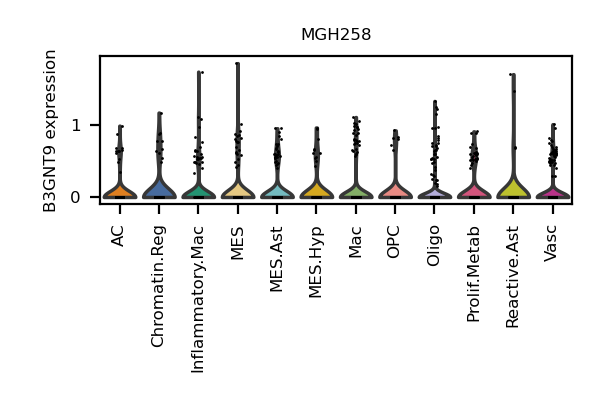 MGH258
B3GNT9 expression
1
0
AC
Chromatin.Reg
Inflammatory.Mac
MES
MES.Ast
MES.Hyp
Mac
OPC
Oligo
Prolif.Metab
Reactive.Ast
Vasc